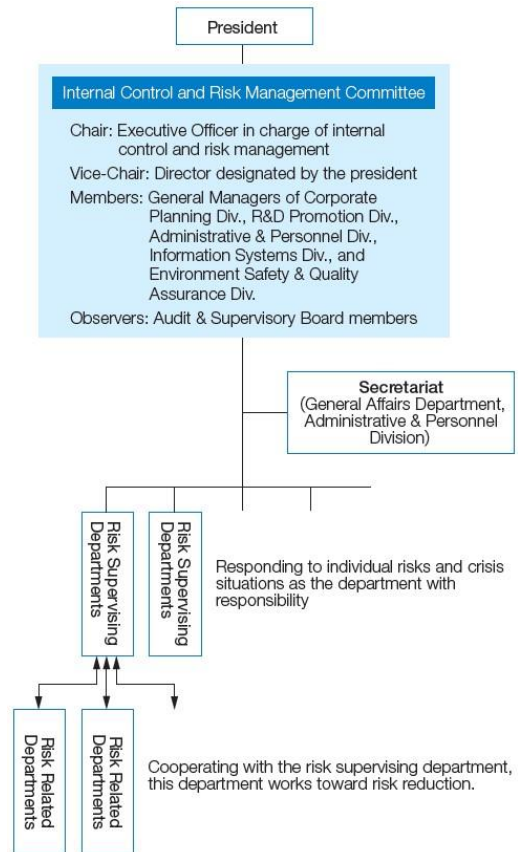 President
Internal Control and Risk Management Committee
Chair: Executive Officer in charge of internal
control and risk management
Vice-Chair: Director designated by the president
Members: General Managers of Corporate
Planning Div., R&D Promotion Div.,
Administrative & Personnel Div.,
Information Systems Div., and
Environment Safety & Quality
Assurance Div.
Observers: Audit & Supervisory Board members
Secretariat
(General Affairs Department,
Administrative & Personnel
Division)
Risk Supervising
Departments
Risk Supervising
Departments
Responding to individual risks and crisis
situations as the department with
responsibility
Risk Related
Departments
Risk Related
Departments
Cooperating with the risk supervising department,
this department works toward risk reduction.